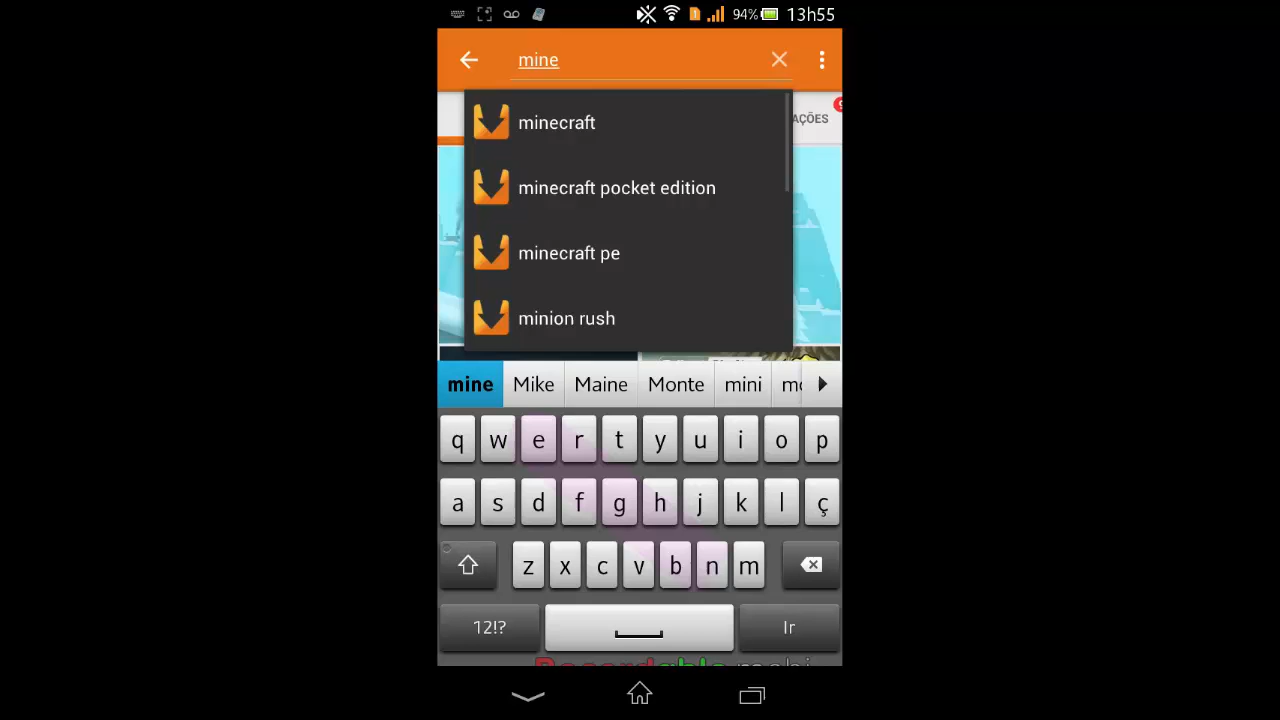 94% 13h55
mine
AÇÕES
minecraft
minecraft pocket edition
minecraft pe
minion rush
mine Mike Maine Monte mini
q w e r t y u i o p
a s d f g h j k l ç
z x c v b n m
12!? Ir